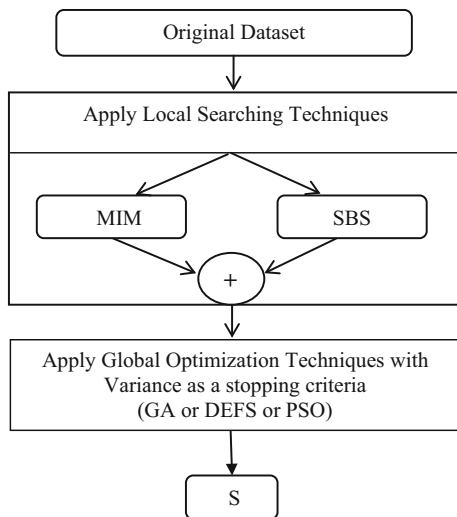 Original Dataset
Apply Local Searching Techniques
MIM
SBS
+
Apply Global Optimization Techniques with
Variance as a stopping criteria
(GA or DEFS or PSO)
S